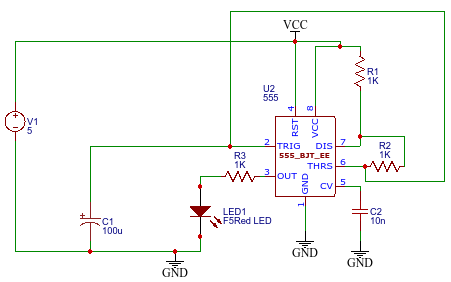 VCC
R1
1K
U2
555
4
8
RST
VCC
V1
5
2
TRIG
DIS
7
R2
1K
555_BJT_EE
R3
1K
THRS
6
3
OUT
GND
CV
5
1
C1
100u
LED1
F5Red LED
C2
10n
GND
GND
GND